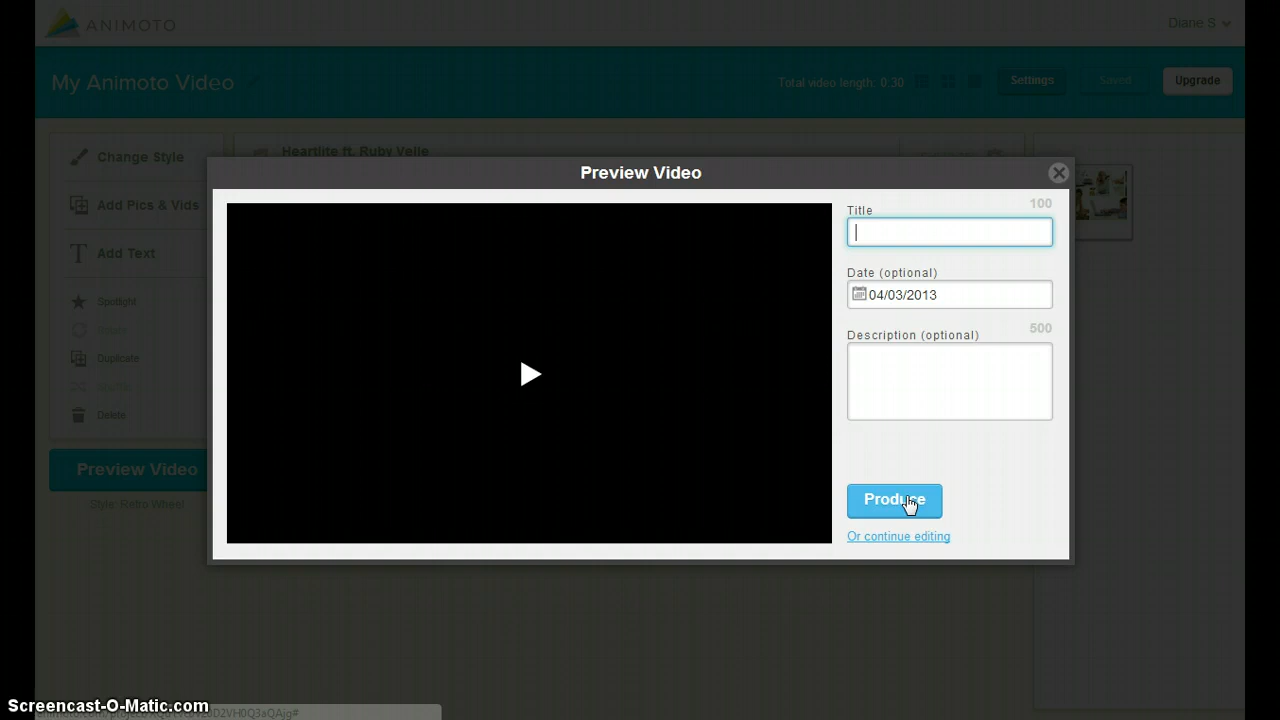 ANIMOTO
Diane S
My Animoto Video
Total video length: 0:30
Settings
Saved
Upgrade
Change Style
Heartlite ft. Ruby Velle
Add Pics & Vids
Add Text
Spotlight
Rotate
Duplicate
Delete
Preview Video
Style: Retro Wheel
Preview Video
Title
100
Date (optional)
04/03/2013
Description (optional)
500
Produce
Or continue editing
Screencast-O-Matic.com